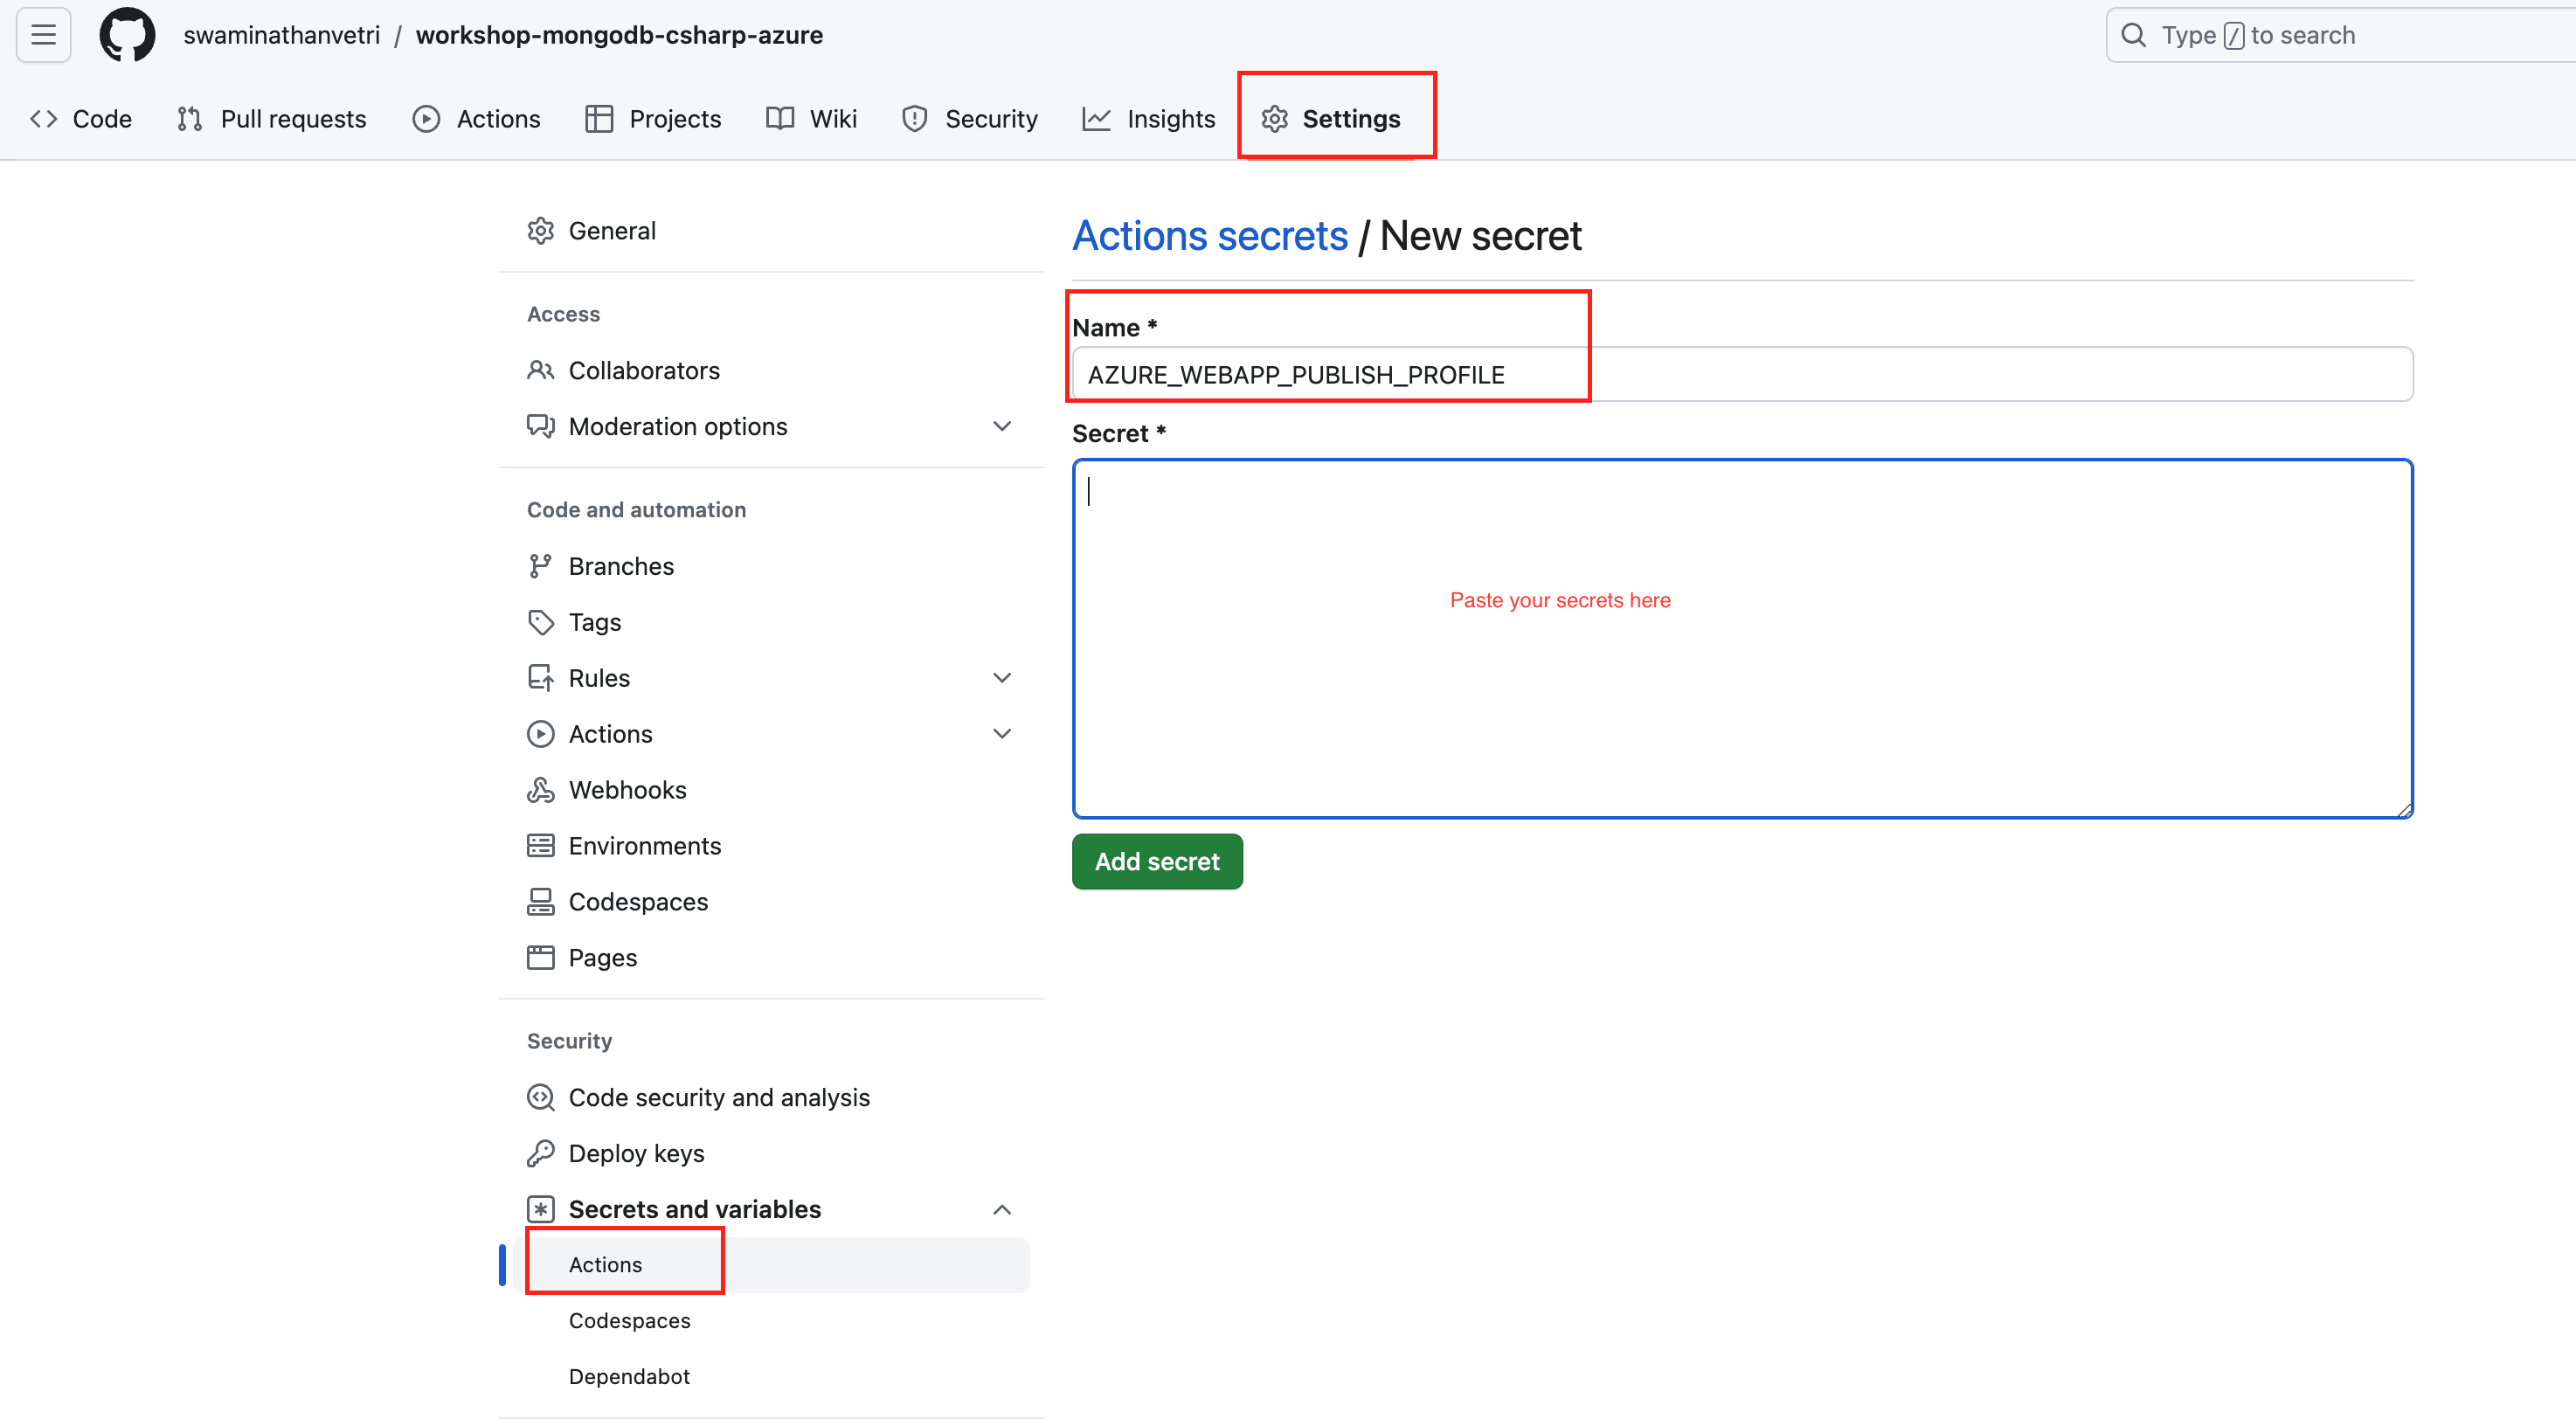 swaminathanvetri / workshop-mongodb-csharp-azure
Type / to search
Code Pull requests Actions Projects Wiki Security Insights Settings
General
Access
Collaborators
Moderation options
Code and automation
Branches
Tags
Rules
Actions
Webhooks
Environments
Codespaces
Pages
Security
Code security and analysis
Deploy keys
Secrets and variables
Actions
Codespaces
Dependabot
Actions secrets / New secret
Name *
AZURE_WEBAPP_PUBLISH_PROFILE
Secret *
Paste your secrets here
Add secret